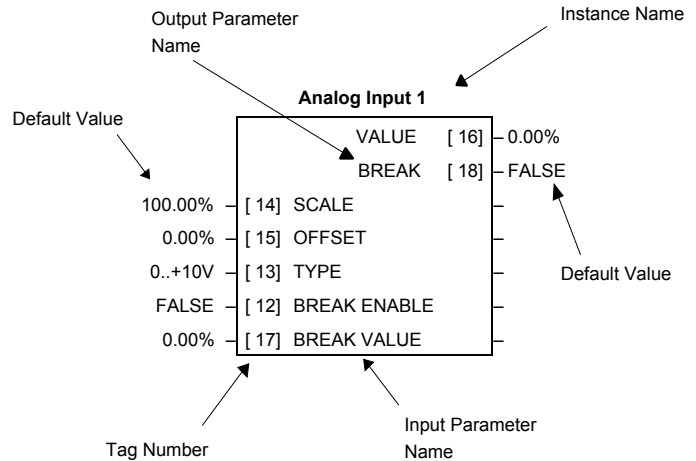 Output Parameter
Name
Instance Name
Analog Input 1
Default Value
VALUE [ 16] 0.00%
BREAK [ 18] FALSE
100.00% [ 14] SCALE
0.00% [ 15] OFFSET
0..+10V [ 13] TYPE
Default Value
FALSE [ 12] BREAK ENABLE
0.00% [ 17] BREAK VALUE
Input Parameter
Name
Tag Number